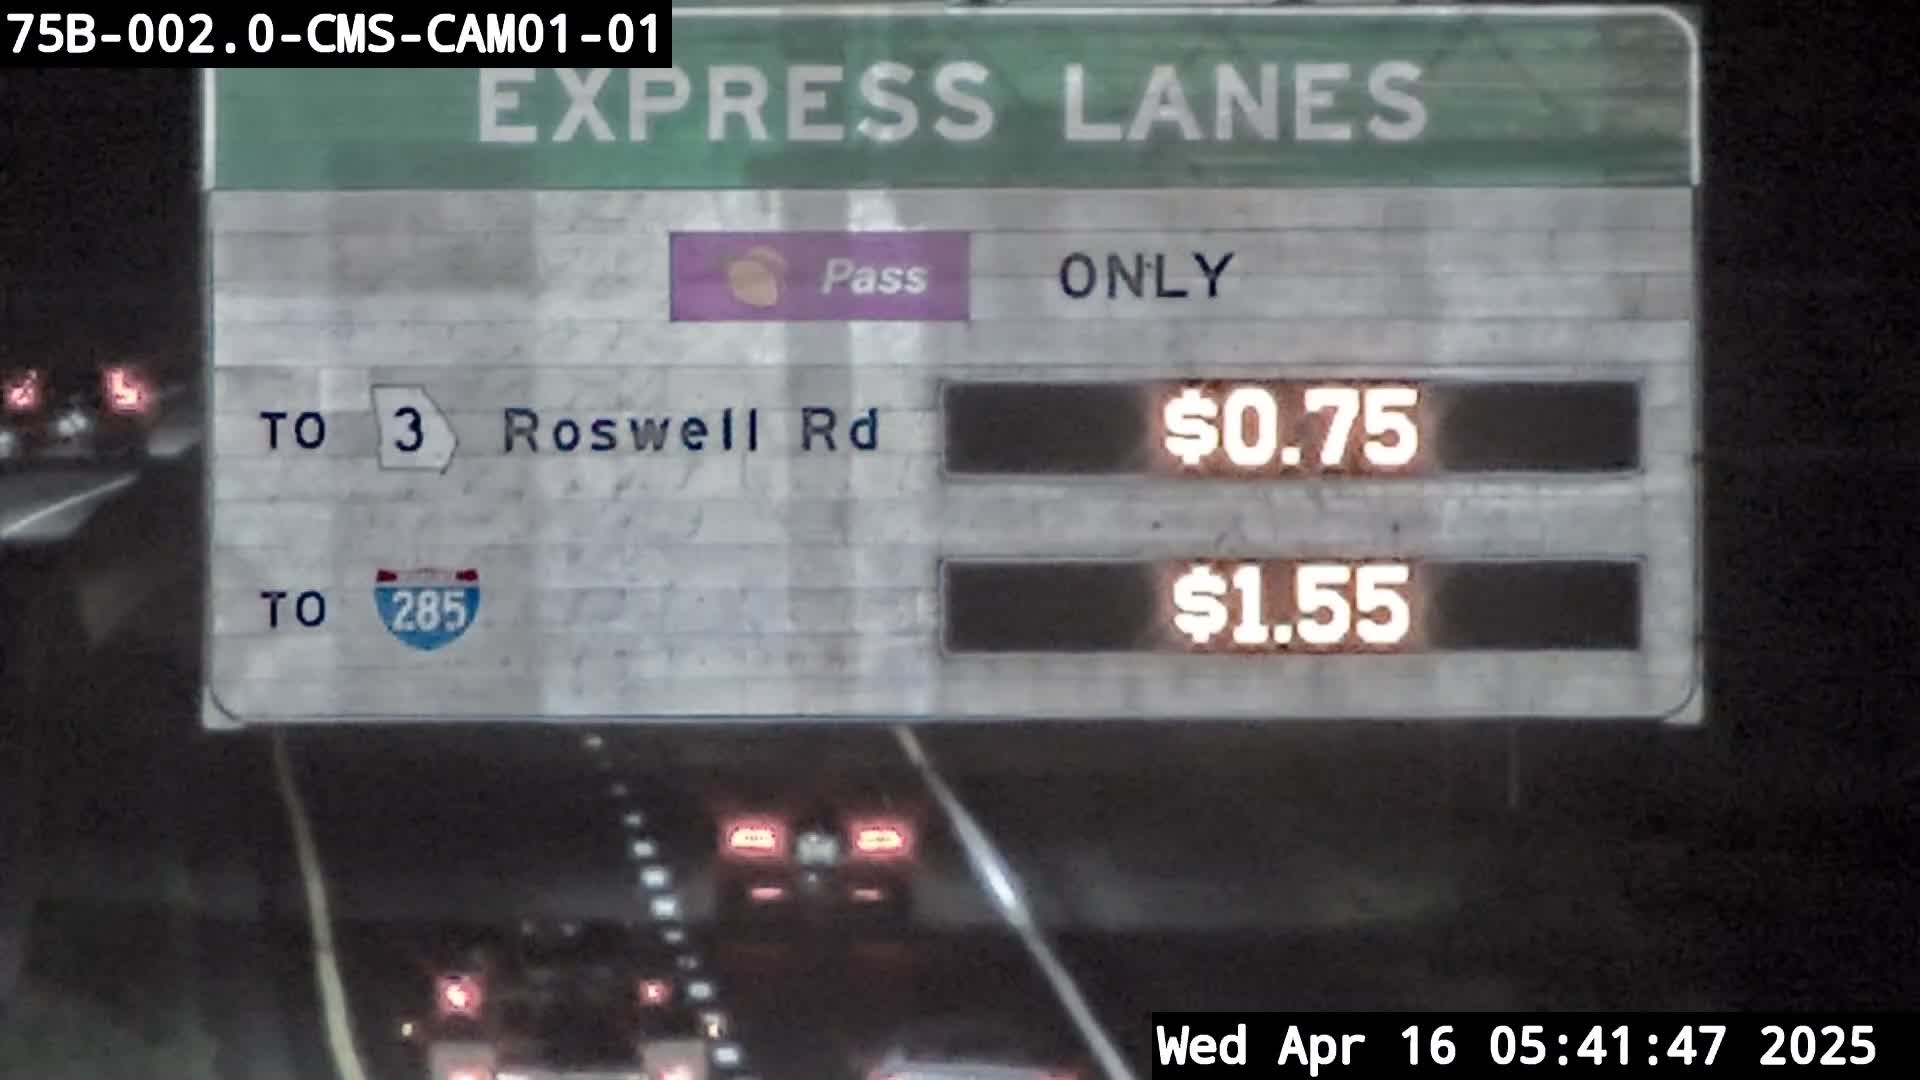 75B-002.0-CMS-CAM01-01
EXPRESS LANES
Pass ONLY
TO 3 Roswell Rd $0.75
TO 285 $1.55
Wed Apr 16 05:41:47 2025